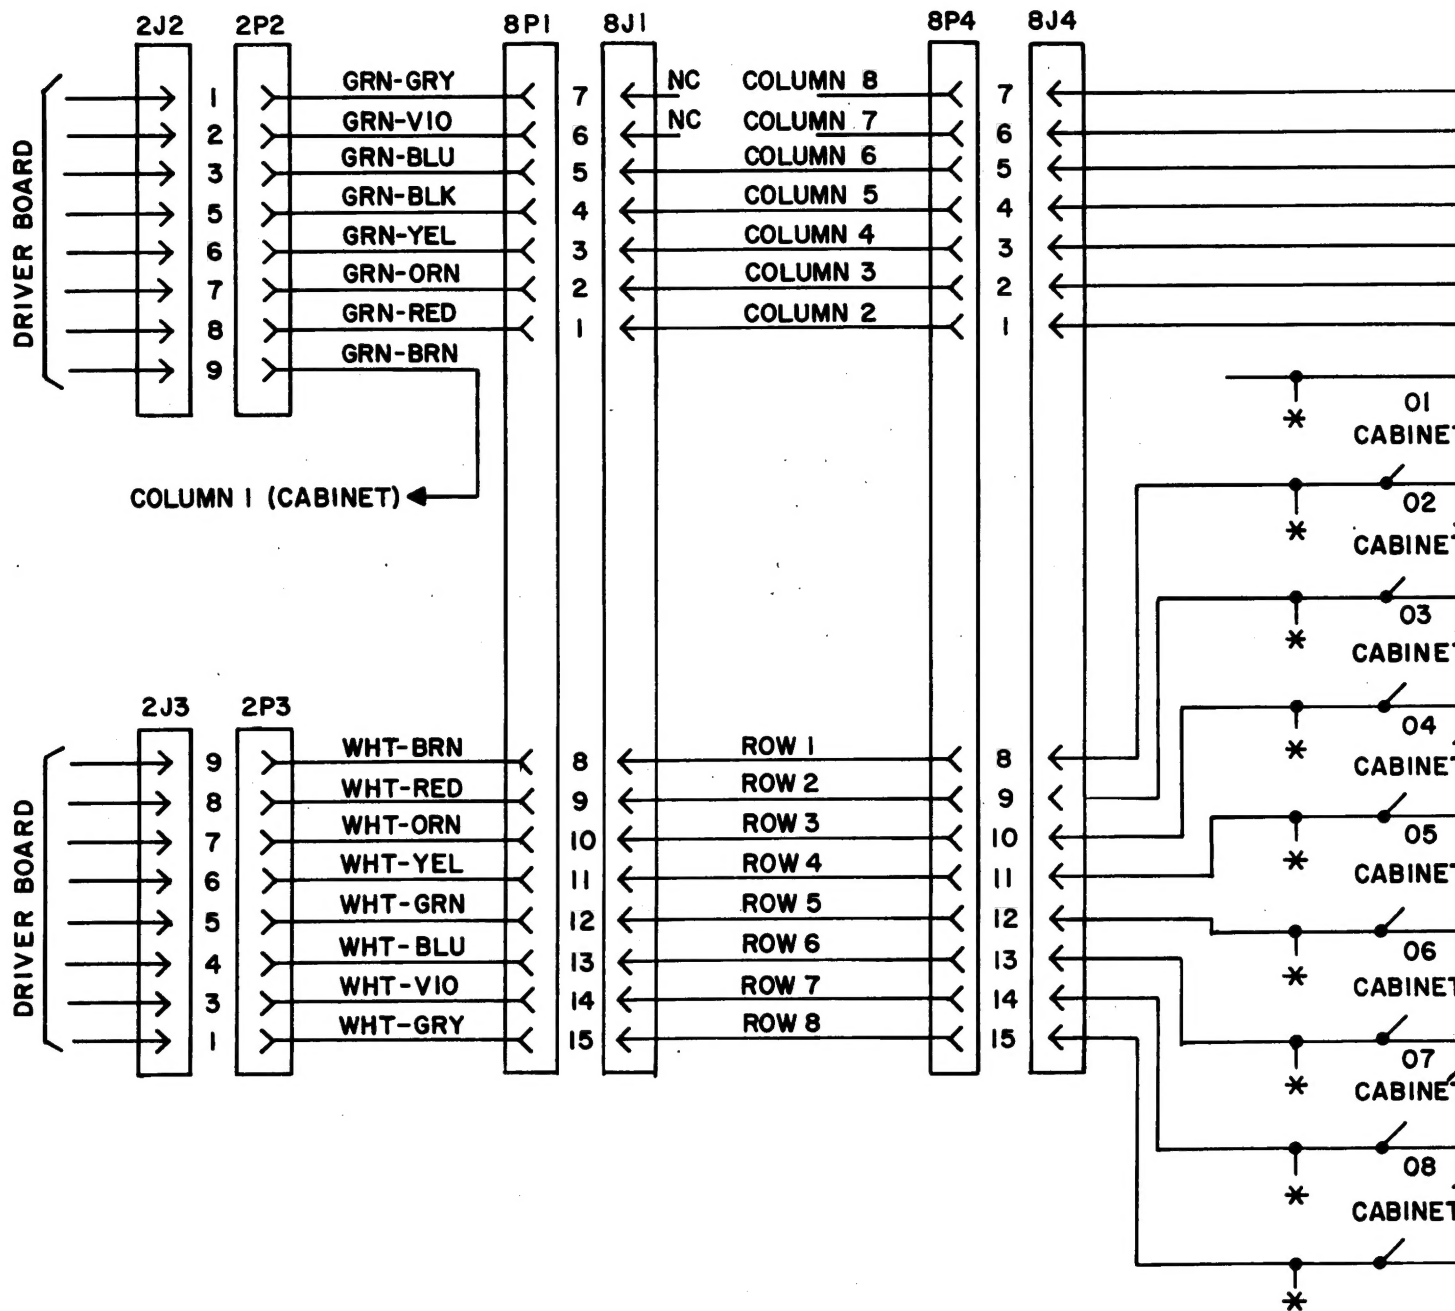 2J2 2P2 8P1 8J1 8P4 8J4
DRIVER BOARD
1 GRN-GRY 7 NC COLUMN 8 7
2 GRN-VIO 6 NC COLUMN 7 6
3 GRN-BLU 5 COLUMN 6 5
5 GRN-BLK 4 COLUMN 5 4
6 GRN-YEL 3 COLUMN 4 3
7 GRN-ORN 2 COLUMN 3 2
8 GRN-RED 1 COLUMN 2 1
9 GRN-BRN
COLUMN 1 (CABINET)
01
CABINET
02
CABINET
03
CABINET
04
CABINET
05
CABINET
06
CABINET
07
CABINET
08
CABINET
2J3 2P3
DRIVER BOARD
9 WHT-BRN 8 ROW 1 8
8 WHT-RED 9 ROW 2 9
7 WHT-ORN 10 ROW 3 10
6 WHT-YEL 11 ROW 4 11
5 WHT-GRN 12 ROW 5 12
4 WHT-BLU 13 ROW 6 13
3 WHT-VIO 14 ROW 7 14
1 WHT-GRY 15 ROW 8 15